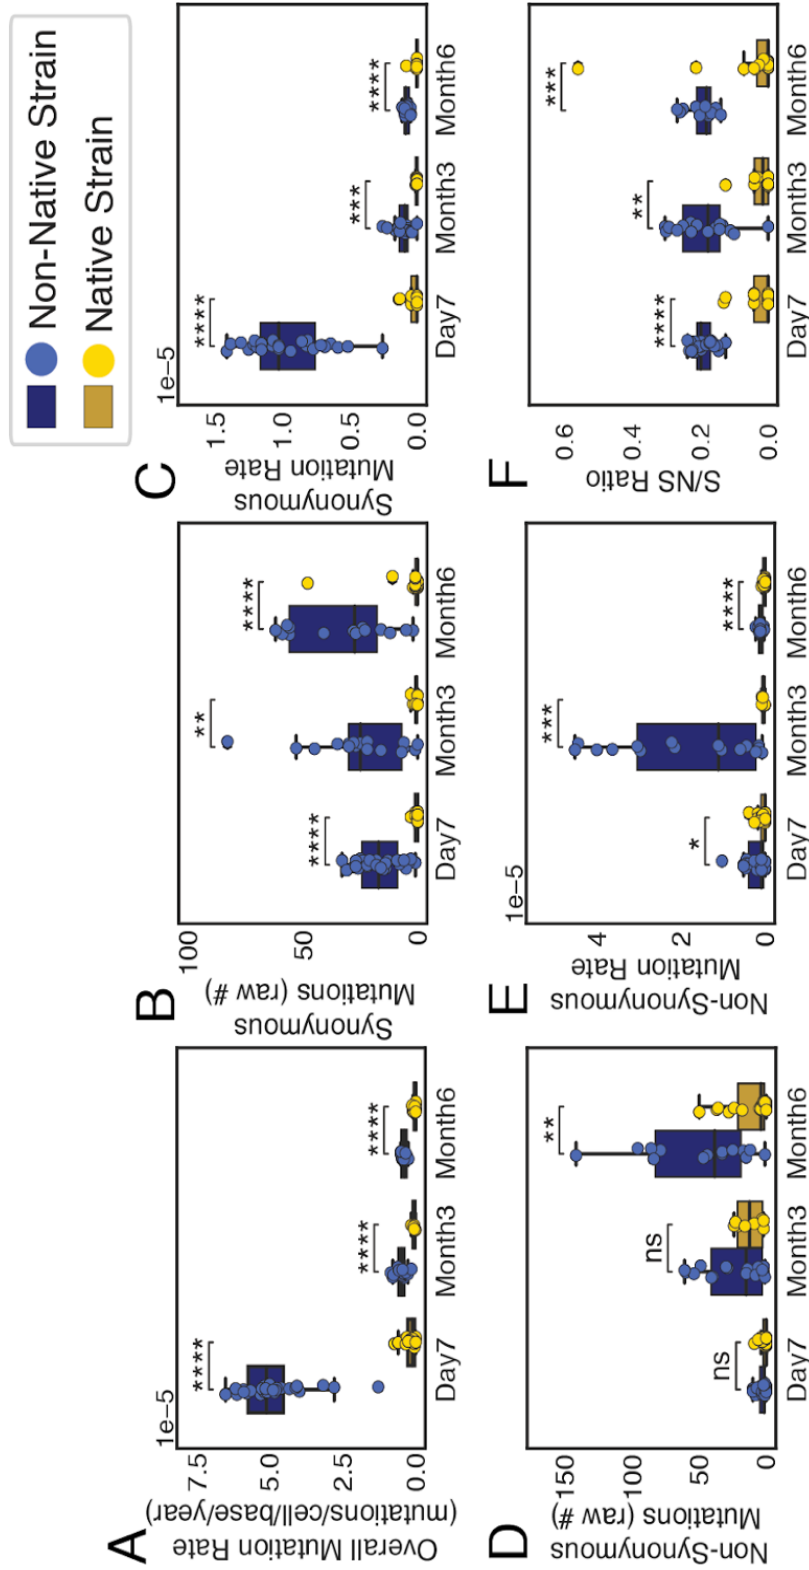 Non-Native Strain
Native Strain
A
Overall Mutation Rate
(mutations/cell/base/year)
1e−5
7.5
5.0
2.5
0.0
****
****
****
Day7
Month3
Month6
B
Synonymous
Mutations (raw #)
100
50
0
****
**
****
Day7
Month3
Month6
C
Synonymous
Mutation Rate
1e−5
1.5
1.0
0.5
0.0
****
***
****
Day7
Month3
Month6
D
Non-Synonymous
Mutations (raw #)
150
100
50
0
ns
ns
**
Day7
Month3
Month6
E
Non-Synonymous
Mutation Rate
1e−5
4
2
0
*
***
****
Day7
Month3
Month6
F
S/NS Ratio
0.6
0.4
0.2
0.0
****
**
***
Day7
Month3
Month6